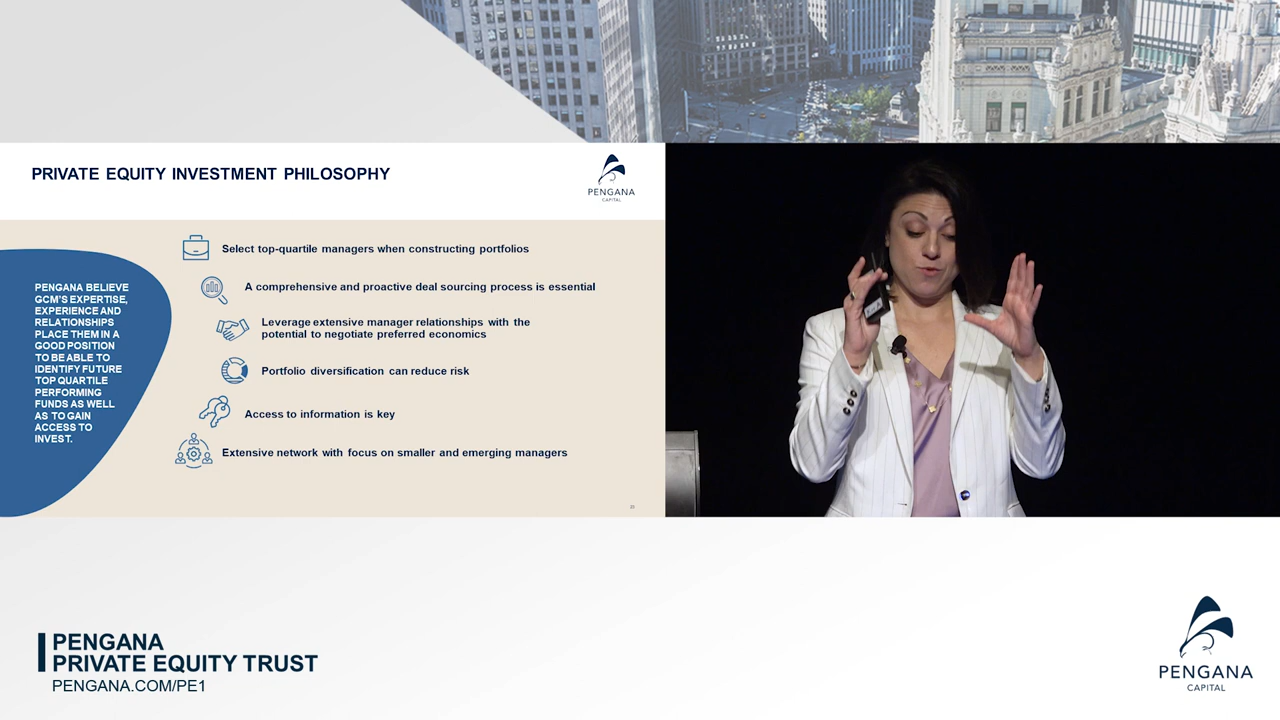 PRIVATE EQUITY INVESTMENT PHILOSOPHY
PENGANA
CAPITAL
PENGANA BELIEVE
GCM'S EXPERTISE,
EXPERIENCE AND
RELATIONSHIPS
PLACE THEM IN A
GOOD POSITION
TO BE ABLE TO
IDENTIFY FUTURE
TOP QUARTILE
PERFORMING
FUNDS AS WELL
AS TO GAIN
ACCESS TO
INVEST.
Select top-quartile managers when constructing portfolios
A comprehensive and proactive deal sourcing process is essential
Leverage extensive manager relationships with the
potential to negotiate preferred economics
Portfolio diversification can reduce risk
Access to information is key
Extensive network with focus on smaller and emerging managers
PENGANA
PRIVATE EQUITY TRUST
PENGANA.COM/PE1
PENGANA
CAPITAL